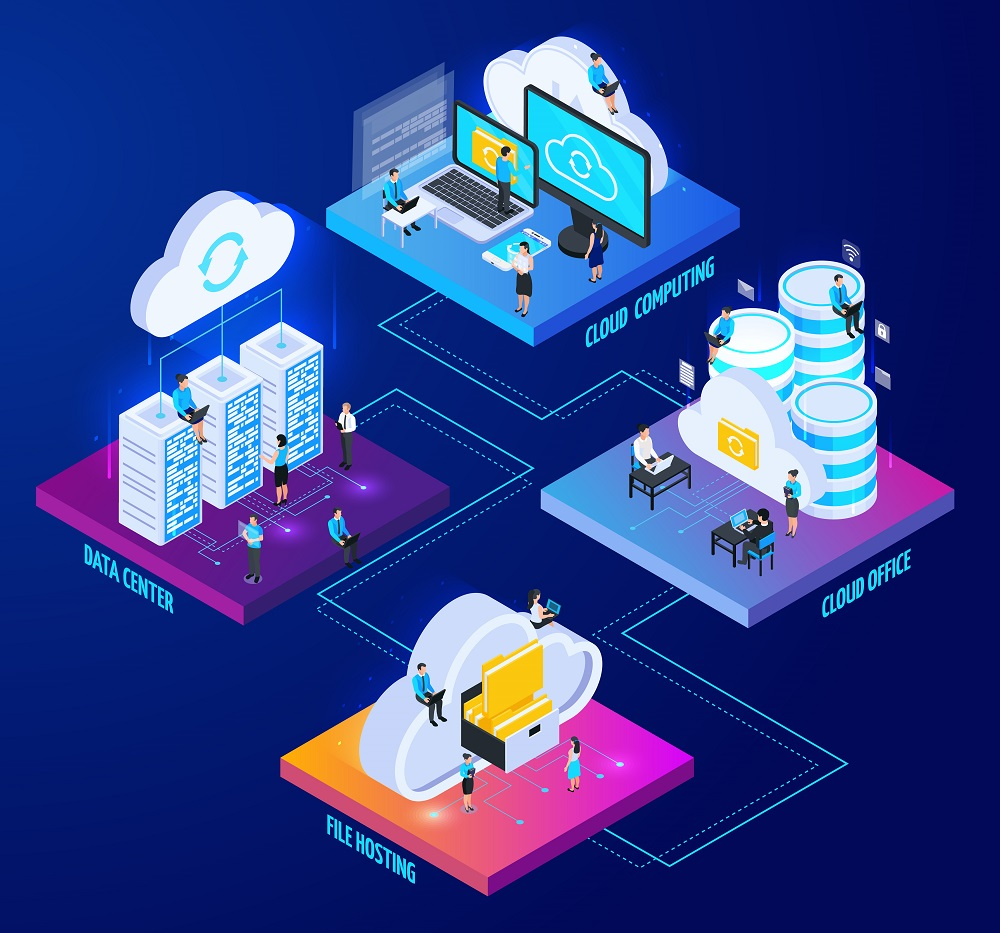 CLOUD COMPUTING
DATA CENTER
CLOUD OFFICE
FILE HOSTING